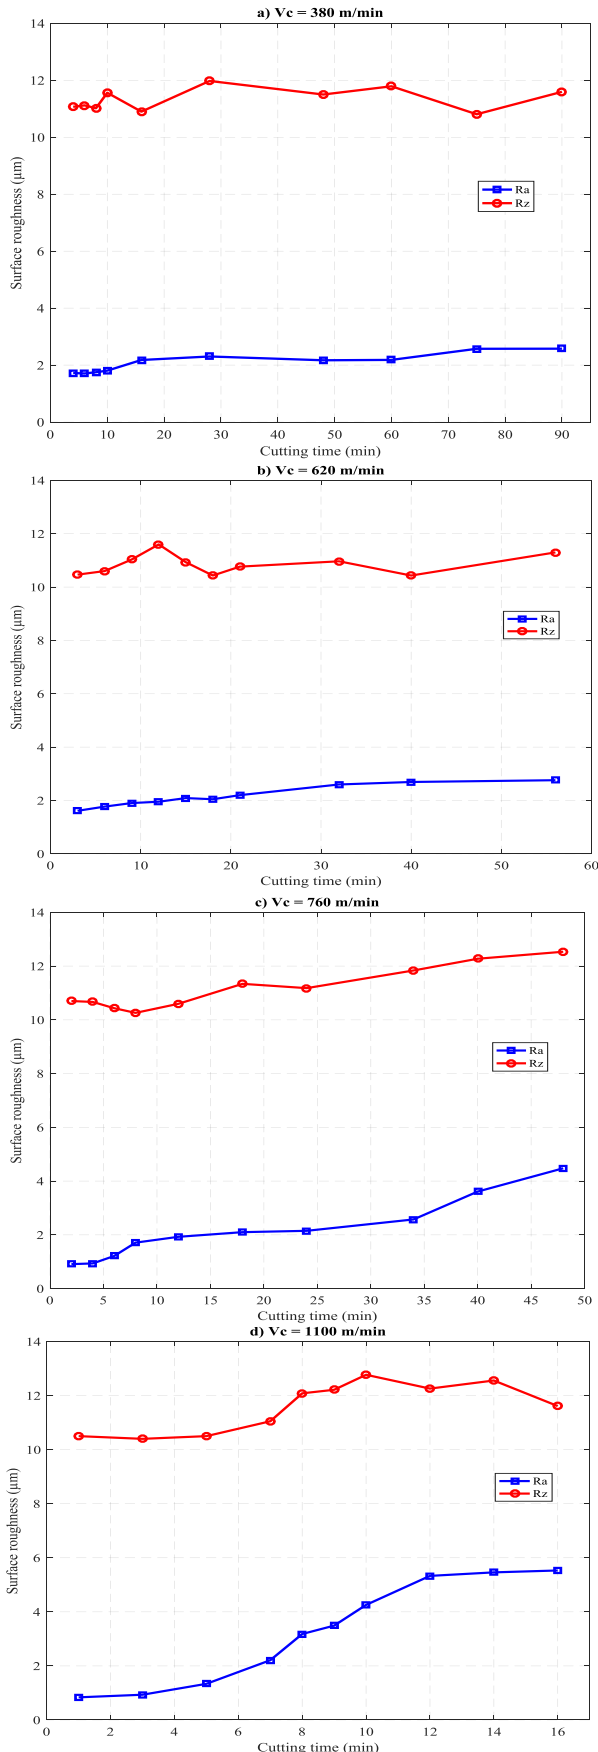 a) Vc = 380 m/min
14
12
10
8
6
4
2
0
Surface roughness (μm)
Ra
Rz
0 10 20 30 40 50 60 70 80 90
Cutting time (min)
b) Vc = 620 m/min
14
12
10
8
6
4
2
0
Surface roughness (μm)
Ra
Rz
0 10 20 30 40 50 60
Cutting time (min)
c) Vc = 760 m/min
14
12
10
8
6
4
2
0
Surface roughness (μm)
Ra
Rz
0 5 10 15 20 25 30 35 40 45 50
Cutting time (min)
d) Vc = 1100 m/min
14
12
10
8
6
4
2
0
Surface roughness (μm)
Ra
Rz
0 2 4 6 8 10 12 14 16
Cutting time (min)